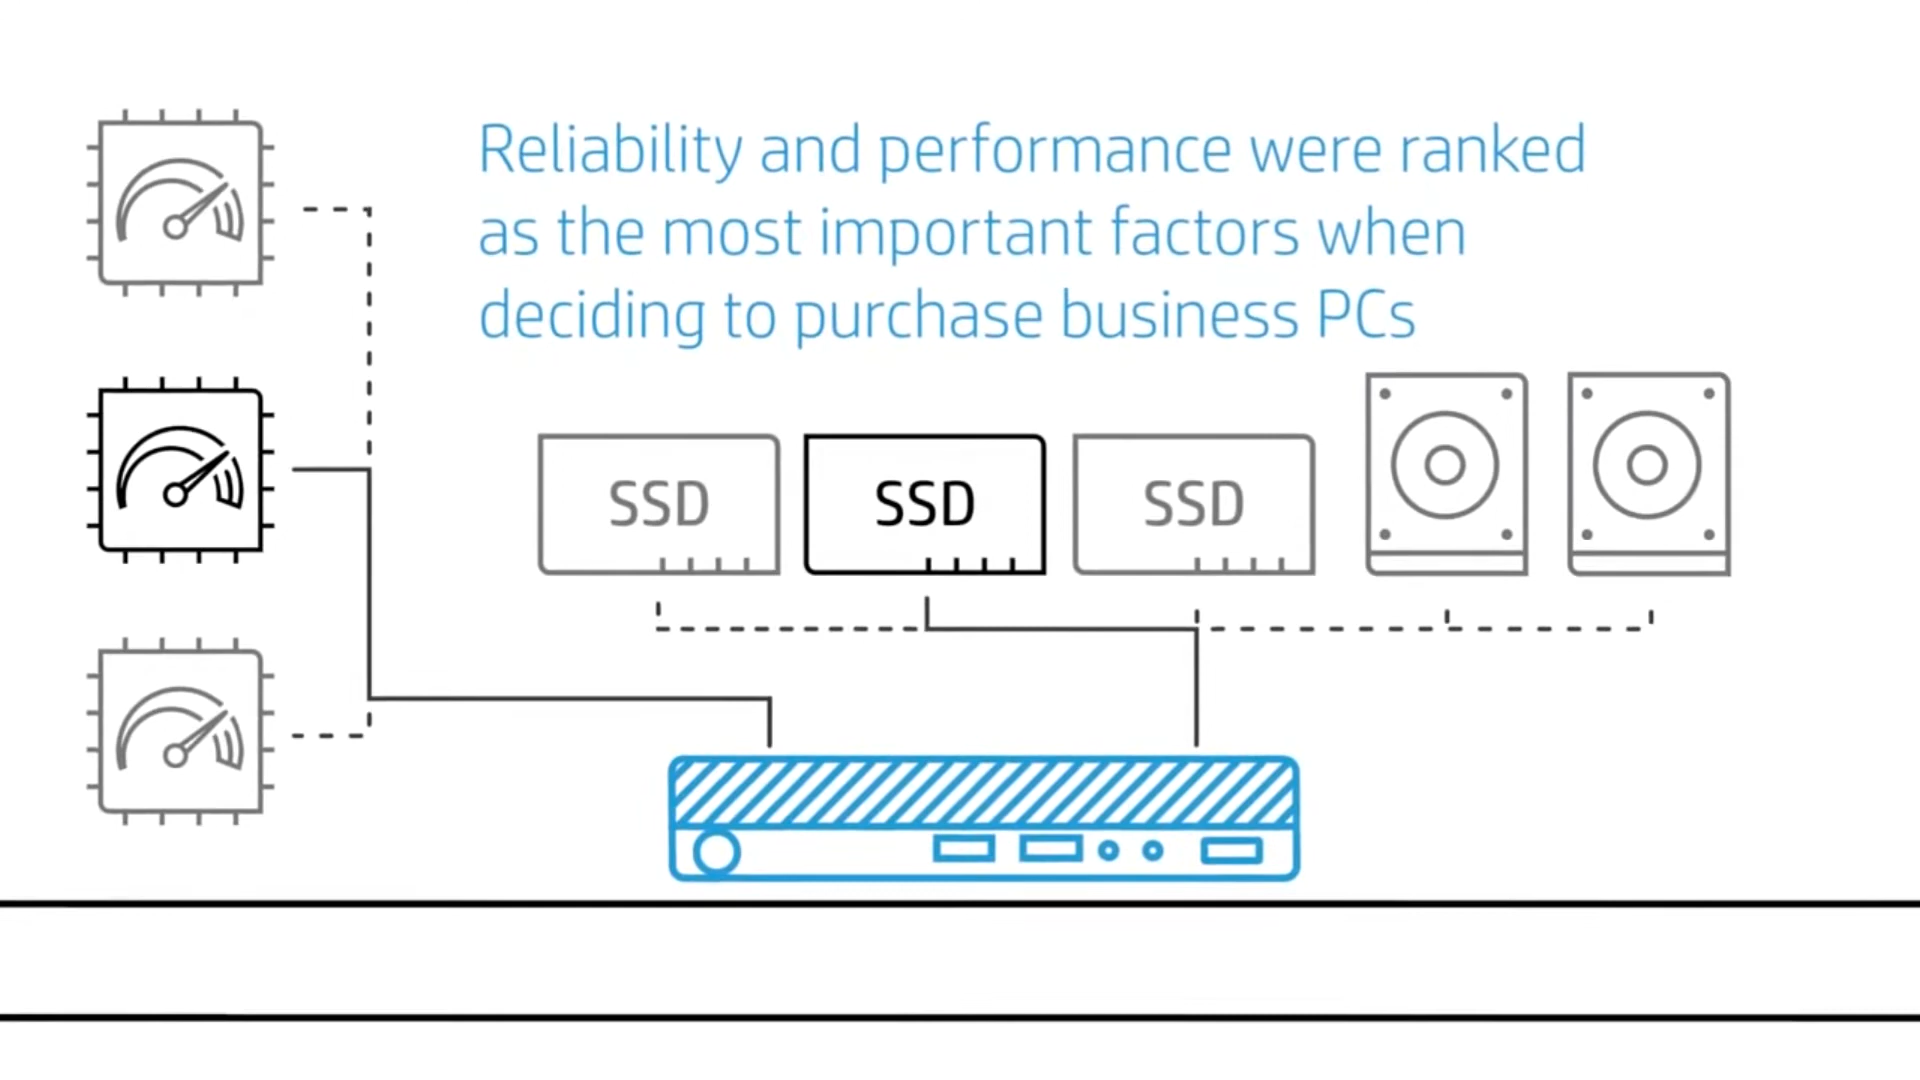 Reliability and performance were ranked
as the most important factors when
deciding to purchase business PCs
SSD
SSD
SSD